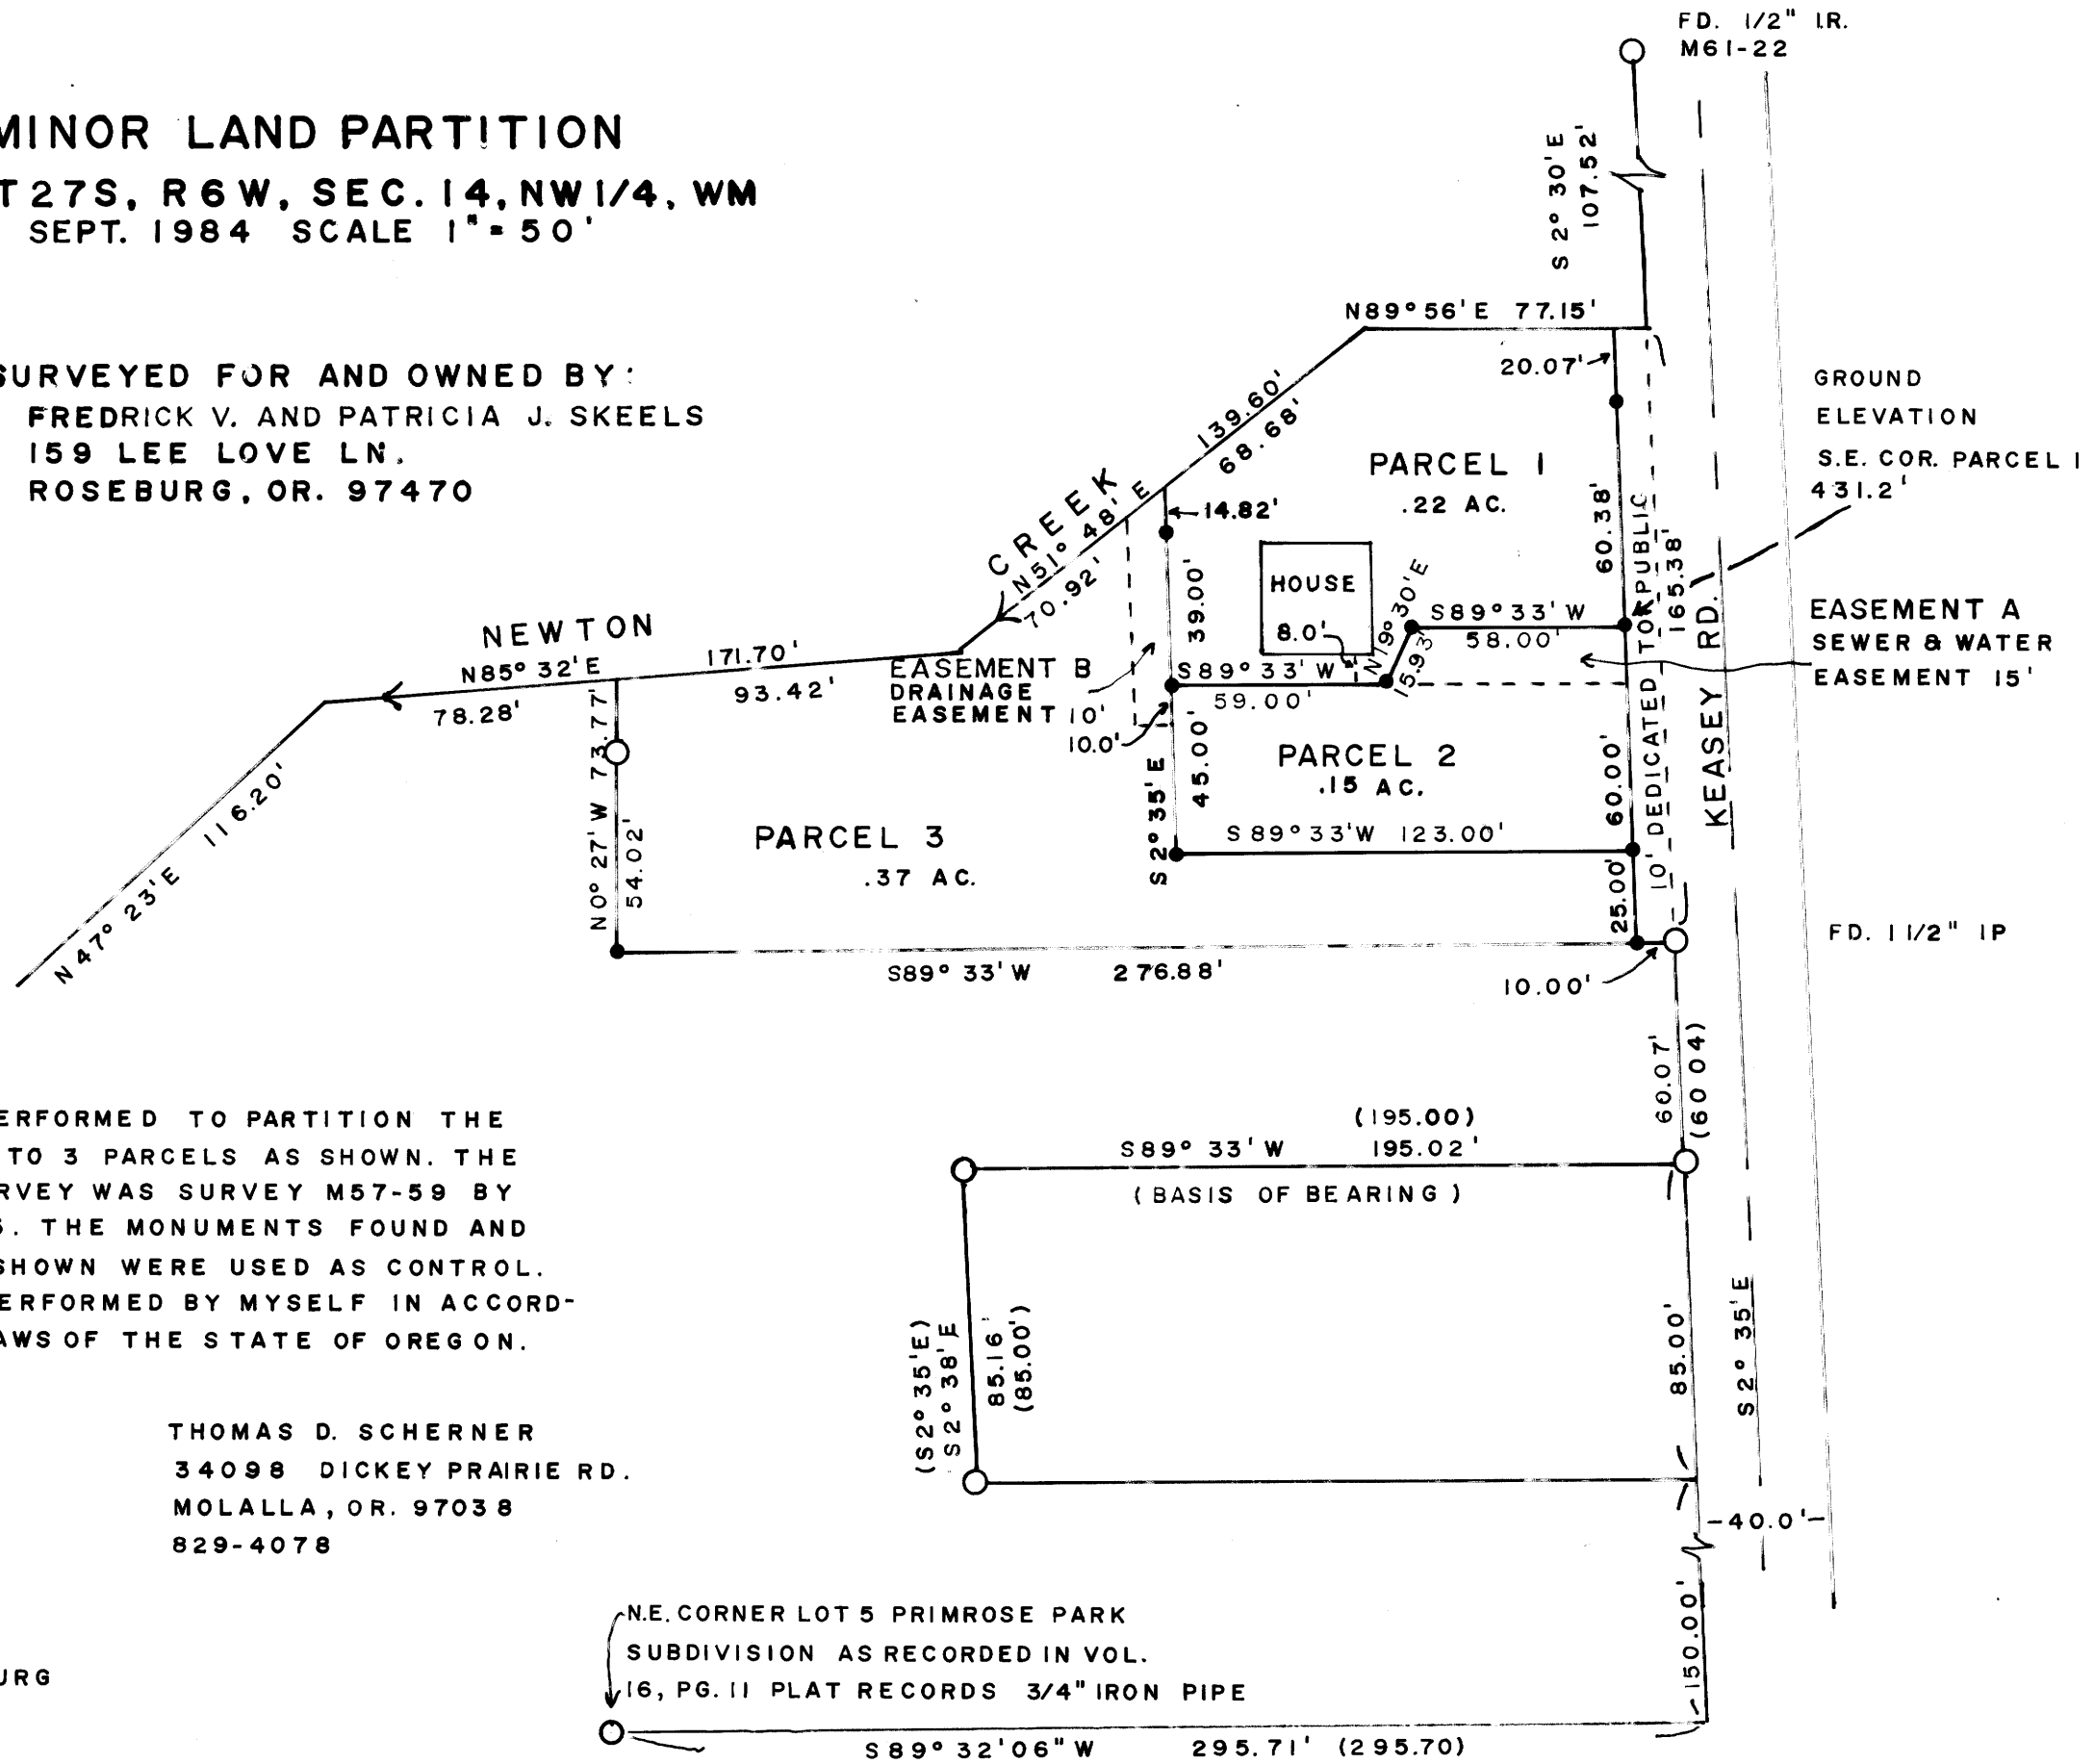 MINOR LAND PARTITION
T27S, R6W, SEC. 14, NW 1/4, WM
SEPT. 1984 SCALE 1" = 50'
SURVEYED FOR AND OWNED BY:
FREDRICK V. AND PATRICIA J. SKEELS
159 LEE LOVE LN.
ROSEBURG, OR. 97470
FD. 1/2" I.R.
M61-22
S 2° 30' E
107.52'
N89° 56' E 77.15'
20.07'
139.60'
68.68'
GROUND
ELEVATION
S.E. COR. PARCEL 1
431.2'
PARCEL 1
.22 AC.
14.82'
60.38'
165.38'
10' DEDICATED TO PUBLIC
KEASEY RD.
NEWTON
CREEK
N51° 48' E
70.92'
39.00'
HOUSE
8.0'
N19° 30' E
15.93'
S89° 33' W
58.00'
EASEMENT A
SEWER & WATER
EASEMENT 15'
N85° 32' E
171.70'
78.28'
93.42'
EASEMENT B
DRAINAGE
EASEMENT 10'
10.0'
S89° 33' W
59.00'
N47° 23' E 116.20'
N0° 27' W 73.77'
54.02'
PARCEL 3
.37 AC.
S 2° 35' E
45.00'
PARCEL 2
.15 AC.
60.00'
S 89° 33' W 123.00'
25.00'
S89° 33' W 276.88'
10.00'
FD. 1 1/2" IP
60.07'
(60 04)
ERFORMED TO PARTITION THE
TO 3 PARCELS AS SHOWN. THE
RVEY WAS SURVEY M57-59 BY
S. THE MONUMENTS FOUND AND
SHOWN WERE USED AS CONTROL.
ERFORMED BY MYSELF IN ACCORD-
AWS OF THE STATE OF OREGON.
(195.00)
S89° 33' W 195.02'
(BASIS OF BEARING)
(S2° 35' E)
S2° 38' E
85.16'
(85.00')
85.00'
S2° 35' E
40.0'
150.00'
THOMAS D. SCHERNER
34098 DICKEY PRAIRIE RD.
MOLALLA, OR. 97038
829-4078
URG
N.E. CORNER LOT 5 PRIMROSE PARK
SUBDIVISION AS RECORDED IN VOL.
16, PG. 11 PLAT RECORDS 3/4" IRON PIPE
S89° 32' 06" W 295.71' (295.70)